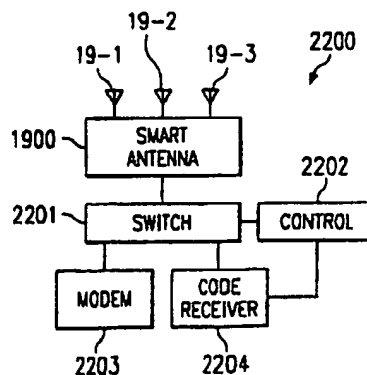 19-2
19-1
19-3
2200
1900
SMART
ANTENNA
2202
2201
SWITCH
CONTROL
MODEM
CODE
RECEIVER
2203
2204